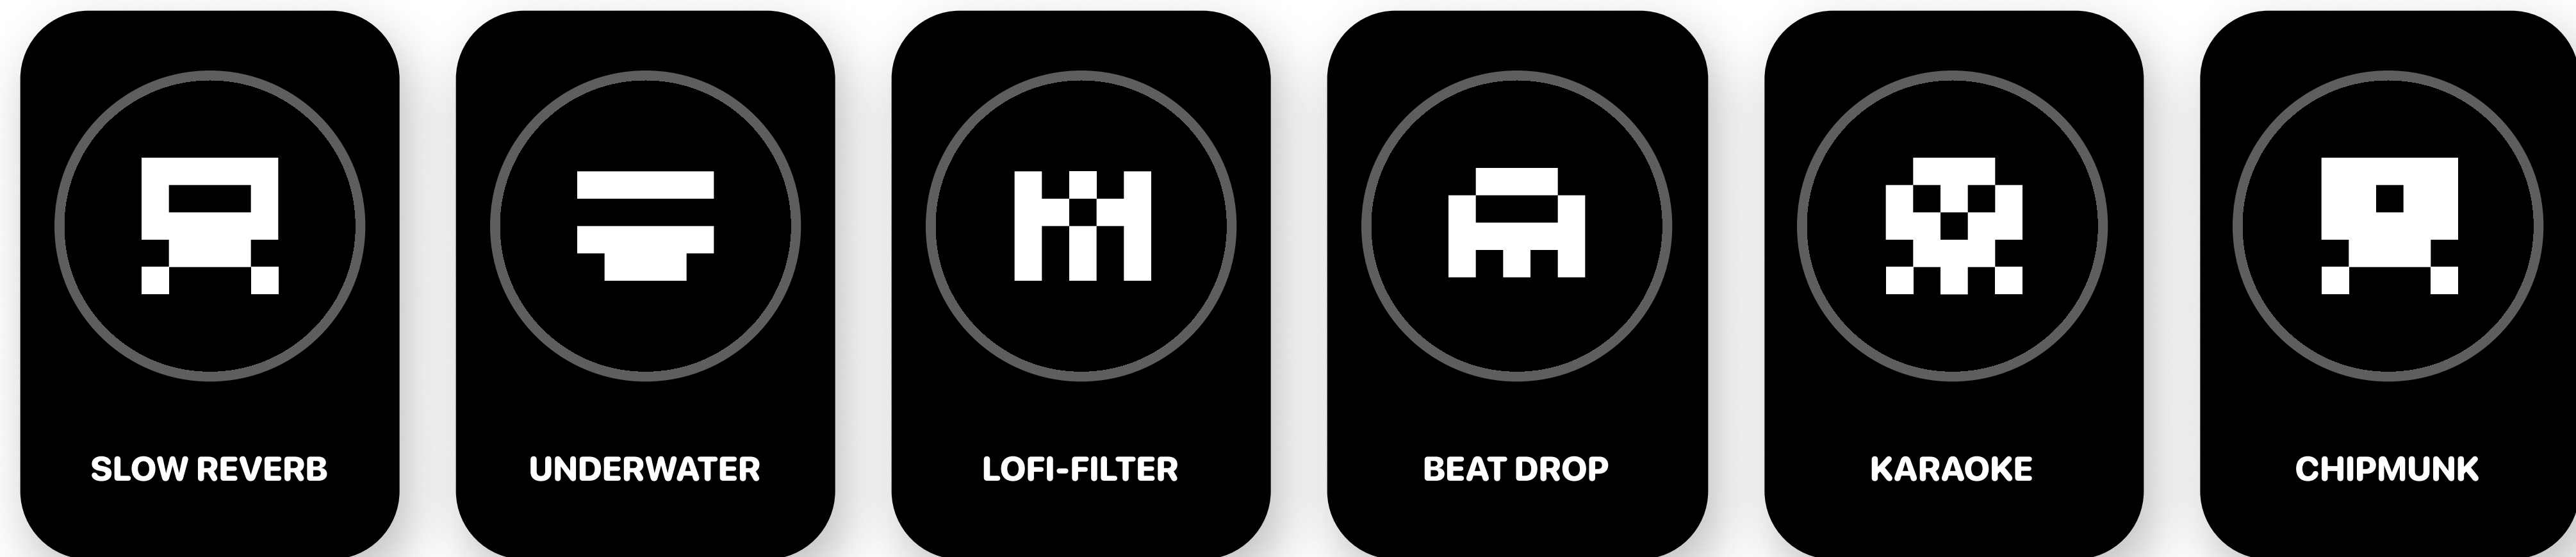 SLOW REVERB
UNDERWATER
LOFI-FILTER
BEAT DROP
KARAOKE
CHIPMUNK